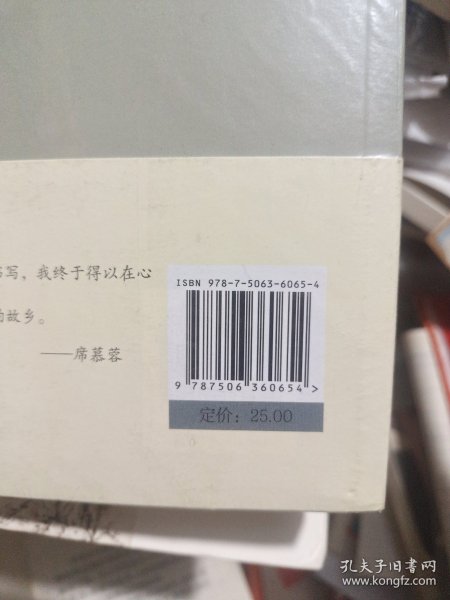 书写，我终于得以在心
的故乡。
——席慕蓉
ISBN 978-7-5063-6065-4
9 787506 360654 >
定价：25.00
孔夫子旧书网
www.kongfz.com